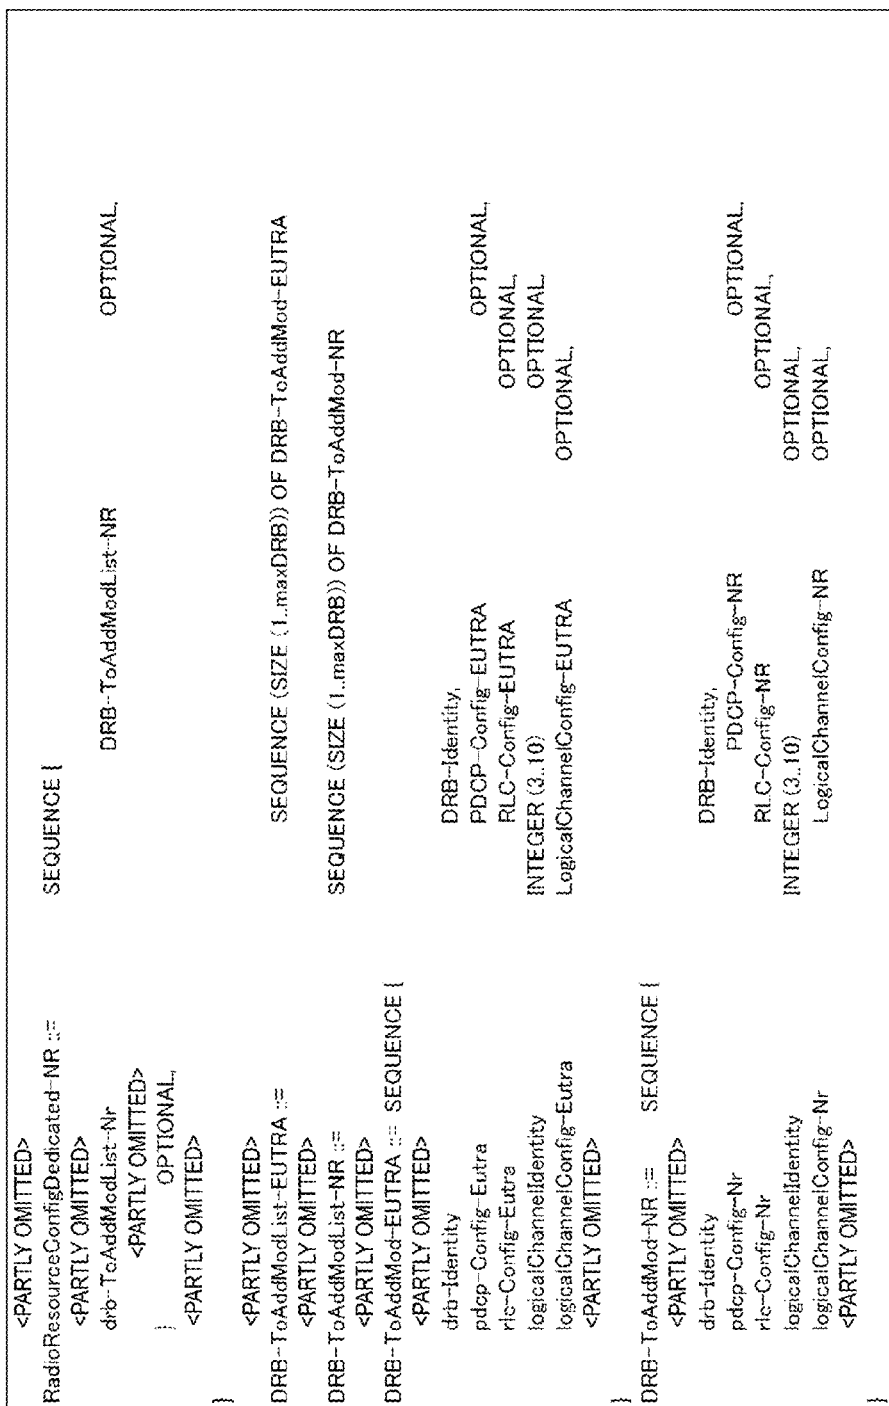 <PARTLY OMITTED>
RadioResourceConfigDedicated-NR ::= SEQUENCE {
<PARTLY OMITTED>
drb-ToAddModList-Nr DRB-ToAddModList-NR OPTIONAL,
<PARTLY OMITTED>
} OPTIONAL,
<PARTLY OMITTED>
}
<PARTLY OMITTED>
DRB-ToAddModList-EUTRA ::= SEQUENCE (SIZE (1..maxDRB)) OF DRB-ToAddMod-EUTRA
<PARTLY OMITTED>
DRB-ToAddModList-NR ::= SEQUENCE (SIZE (1..maxDRB)) OF DRB-ToAddMod-NR
<PARTLY OMITTED>
DRB-ToAddMod-EUTRA ::= SEQUENCE {
<PARTLY OMITTED>
drb-Identity DRB-Identity,
pdcp-Config-Eutra PDCP-Config-EUTRA OPTIONAL,
rlc-Config-Eutra RLC-Config-EUTRA OPTIONAL,
logicalChannelIdentity INTEGER (3..10) OPTIONAL,
logicalChannelConfig-Eutra LogicalChannelConfig-EUTRA OPTIONAL,
<PARTLY OMITTED>
}
DRB-ToAddMod-NR ::= SEQUENCE {
<PARTLY OMITTED>
drb-Identity DRB-Identity,
pdcp-Config-Nr PDCP-Config-NR OPTIONAL,
rlc-Config-Nr RLC-Config-NR OPTIONAL,
logicalChannelIdentity INTEGER (3..10) OPTIONAL,
logicalChannelConfig-Nr LogicalChannelConfig-NR OPTIONAL,
<PARTLY OMITTED>
}